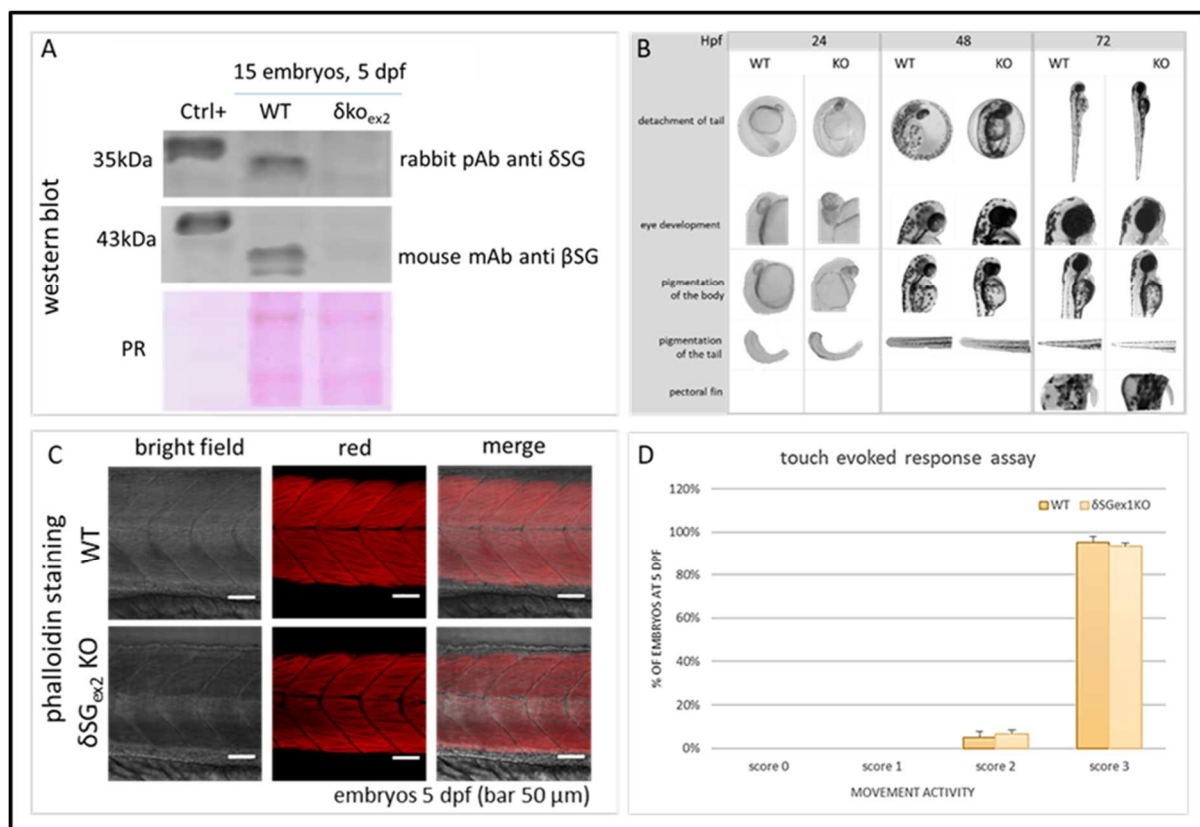 A
15 embryos, 5 dpf
Ctrl+ WT δko_ex2
western blot
35kDa
rabbit pAb anti δSG
43kDa
mouse mAb anti βSG
PR
B
Hpf 24 48 72
WT KO WT KO WT KO
detachment of tail
eye development
pigmentation
of the body
pigmentation
of the tail
pectoral fin
C
bright field red merge
phalloidin staining
WT
δSG_ex2 KO
embryos 5 dpf (bar 50 µm)
D
touch evoked response assay
WT δSGex1KO
% OF EMBRYOS AT 5 DPF
120%
100%
80%
60%
40%
20%
0%
score 0 score 1 score 2 score 3
MOVEMENT ACTIVITY